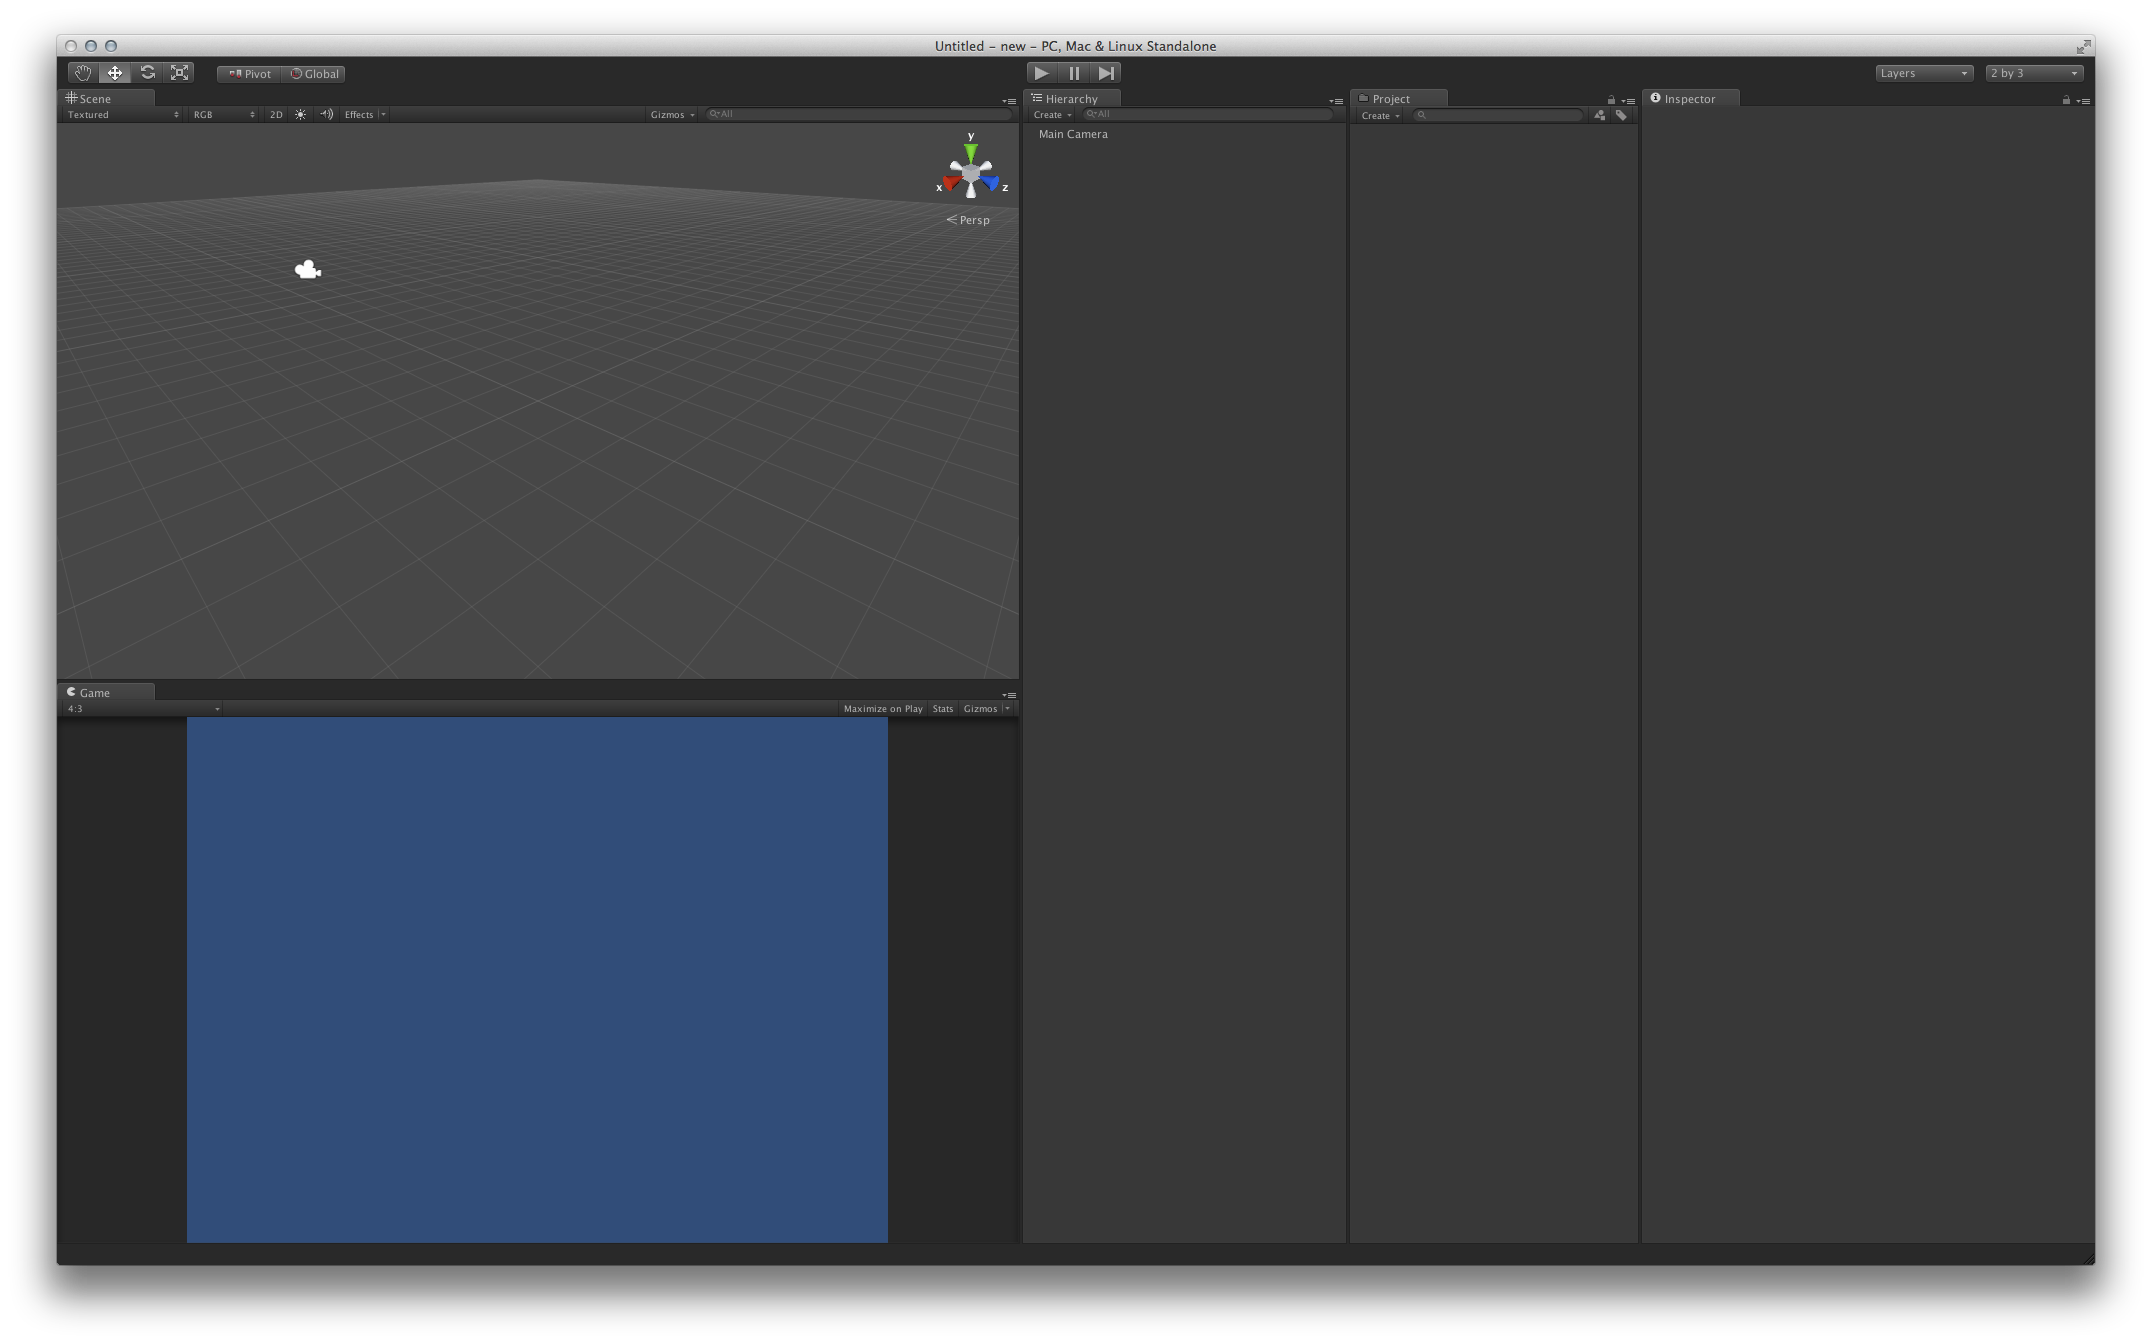 Untitled – new – PC, Mac & Linux Standalone
Pivot Global Layers 2 by 3
Scene
Textured RGB 2D Effects Gizmos All
y
x z
Persp
Game
4:3 Maximize on Play Stats Gizmos
Hierarchy
Create All
Main Camera
Project
Create
Inspector